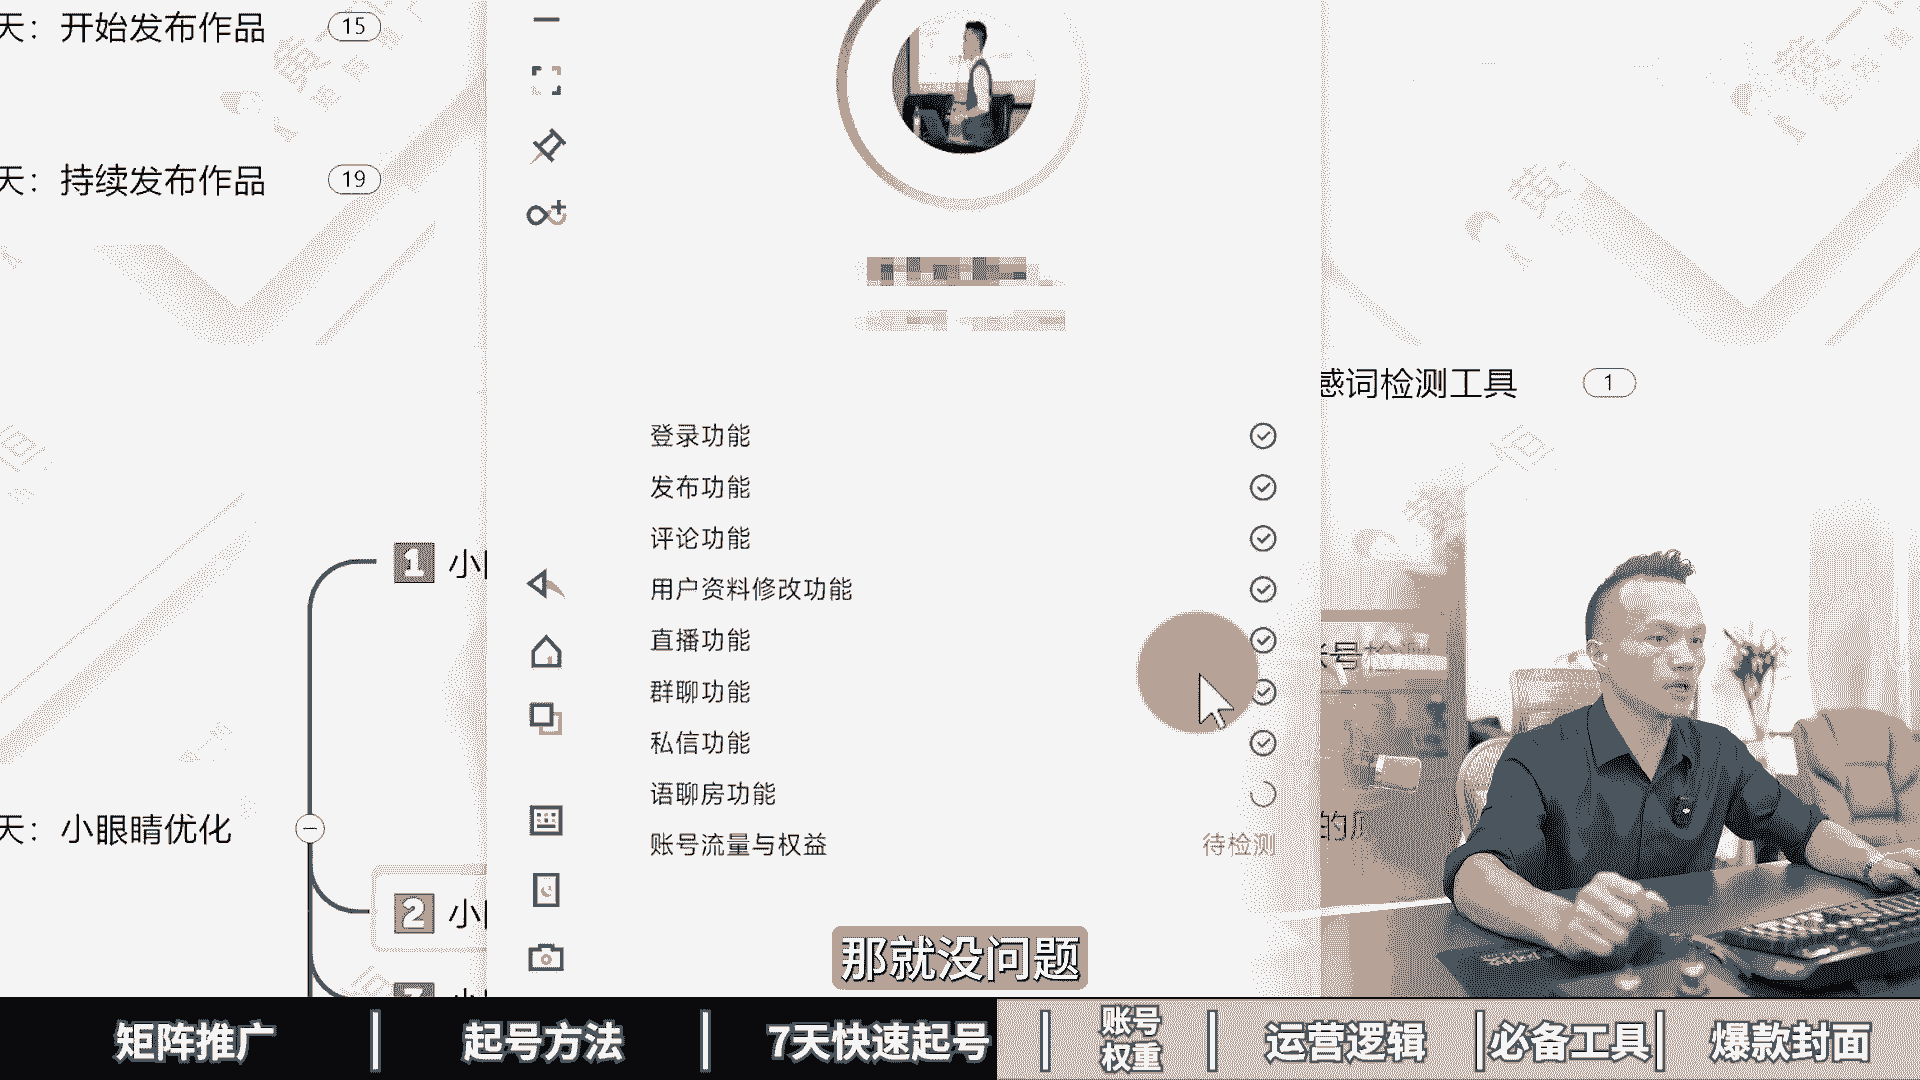 天：开始发布作品 15
天：持续发布作品 19
感词检测工具 1
登录功能
发布功能
评论功能
用户资料修改功能
直播功能
群聊功能
私信功能
语聊房功能
账号流量与权益 待检测
1 小
天：小眼睛优化
2 小
号检测
的
那就没问题
矩阵推广
起号方法
7天快速起号
账号权重
运营逻辑
必备工具
爆款封面